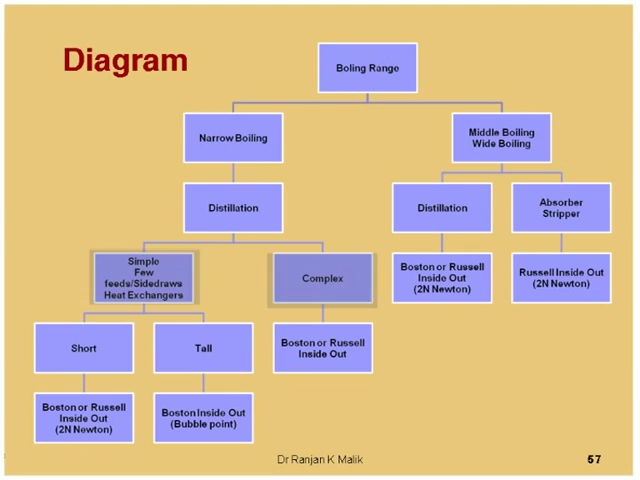 Diagram
Boling Range
Narrow Boiling
Middle Boiling
Wide Boiling
Distillation
Distillation
Absorber
Stripper
Simple
Few
feeds/Sidedraws
Heat Exchangers
Complex
Boston or Russell
Inside Out
(2N Newton)
Russell Inside Out
(2N Newton)
Short
Tall
Boston or Russell
Inside Out
Boston or Russell
Inside Out
(2N Newton)
Boston Inside Out
(Bubble point)
Dr Ranjan K Malik
57